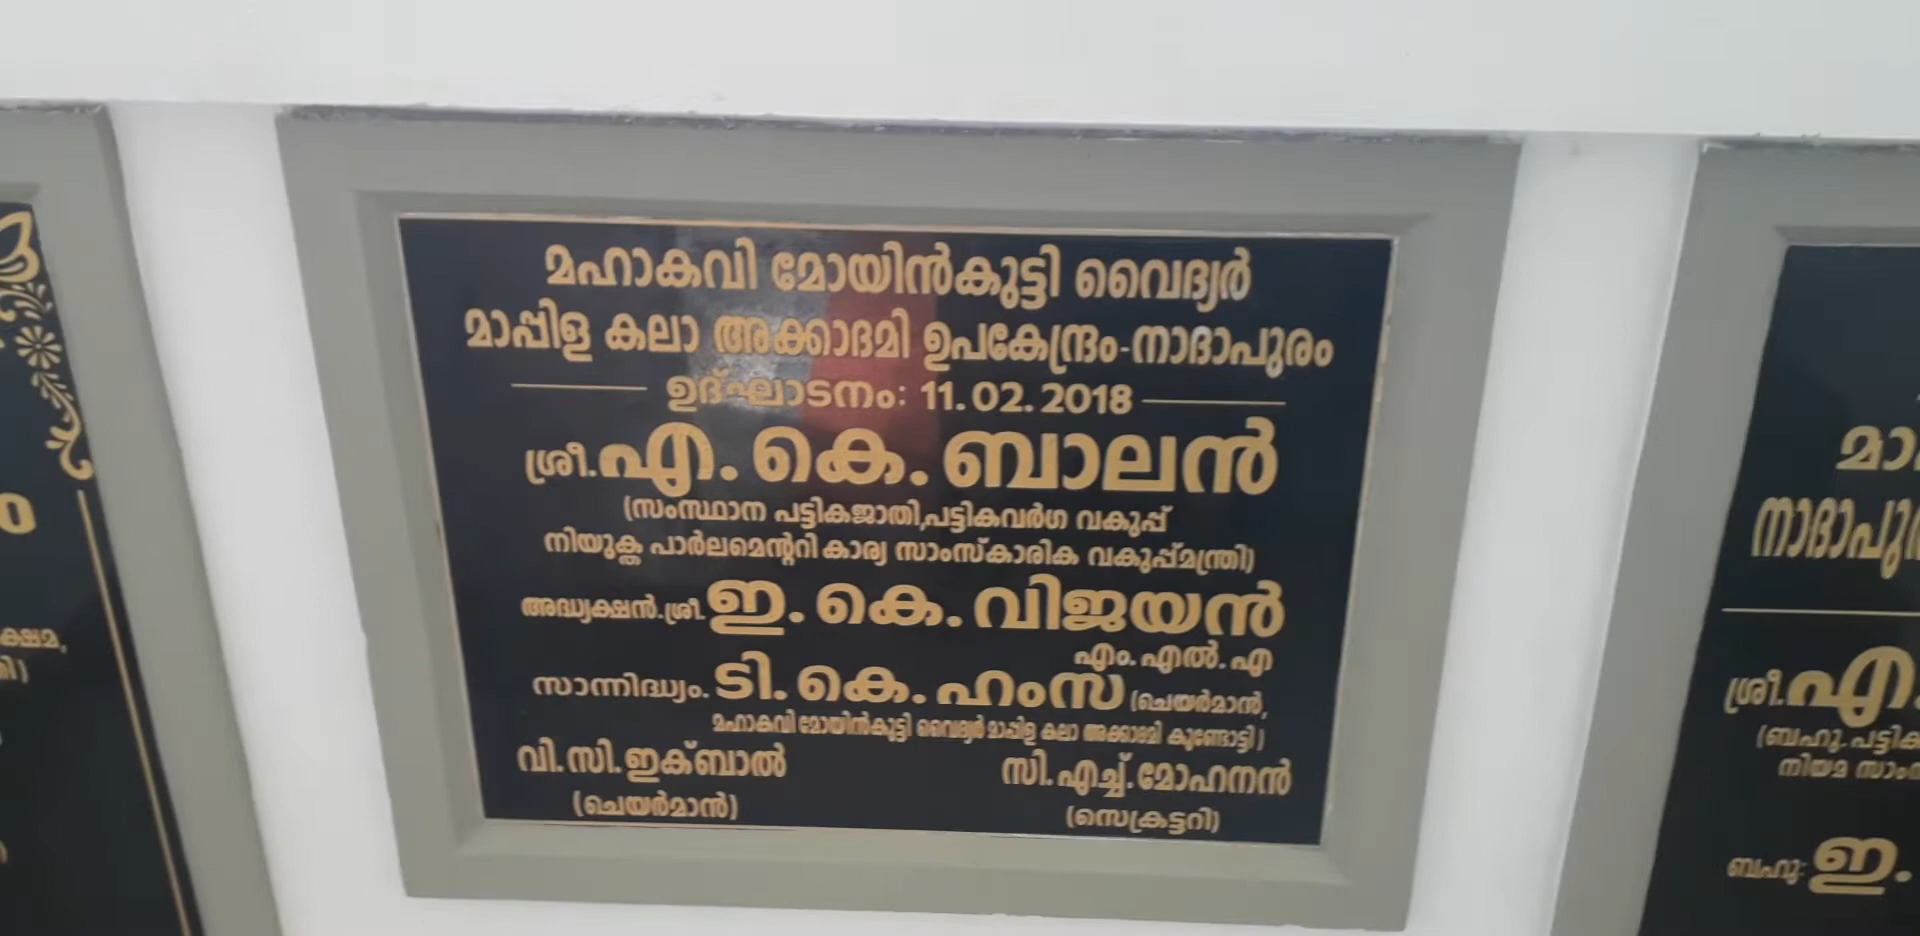 മഹാകവി മോയിൻകുട്ടി വൈദ്യർ
മാപ്പിള കലാ അക്കാദമി ഉപകേന്ദ്രം-നാദാപുരം
ഉദ്ഘാടനം: 11.02.2018
ശ്രീ.എ.കെ.ബാലൻ
(സംസ്ഥാന പട്ടികജാതി,പട്ടികവർഗ വകുപ്പ്
നിയുക്ത പാർലമെന്ററികാര്യ സാംസ്കാരിക വകുപ്പ്മന്ത്രി)
അദ്ധ്യക്ഷൻ.ശ്രീ.ഇ.കെ.വിജയൻ
എം.എൽ.എ
സാന്നിദ്ധ്യം.ടി.കെ.ഹംസ (ചെയർമാൻ,
മഹാകവി മോയിൻകുട്ടി വൈദ്യർ മാപ്പിള കലാ അക്കാദമി കുണ്ടോട്ടി)
വി.സി.ഇക്ബാൽ സി.എച്ച്.മോഹനൻ
(ചെയർമാൻ) (സെക്രട്ടറി)
ശ്രീ.എ.
ബഹു:ഇ.